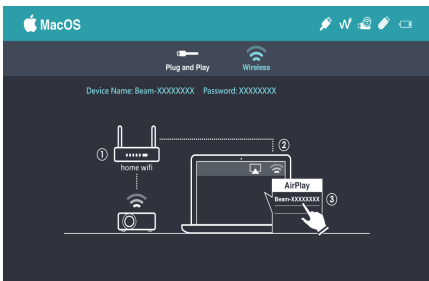 MacOS
Plug and Play
Wireless
Device Name: Beam-XXXXXXXX Password: XXXXXXXX
①
②
home wifi
AirPlay
Beam-XXXXXXXX
③